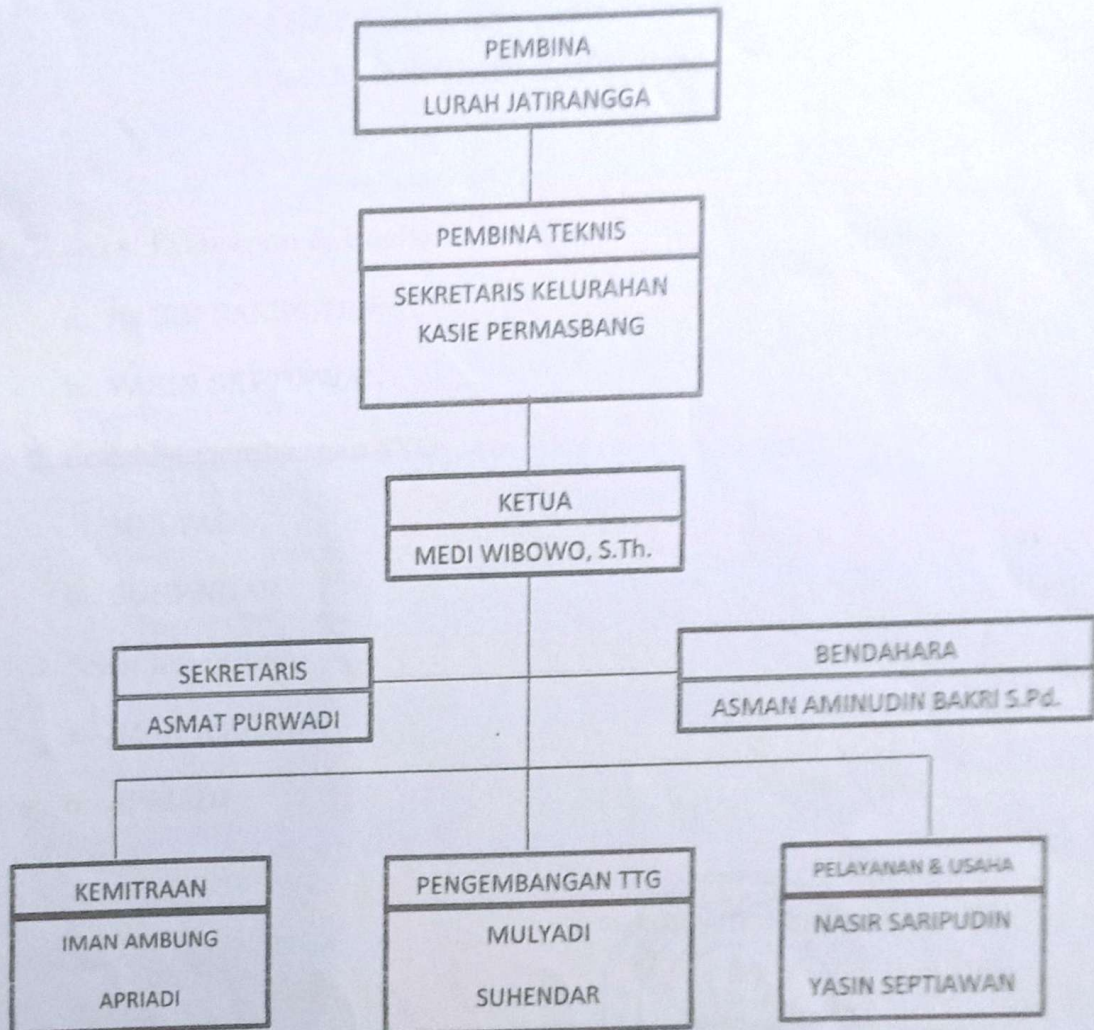 PEMBINA
LURAH JATIRANGGA
PEMBINA TEKNIS
SEKRETARIS KELURAHAN
KASIE PERMASBANG
KETUA
MEDI WIBOWO, S.Th.
SEKRETARIS
ASMAT PURWADI
BENDAHARA
ASMAN AMINUDIN BAKRI S.Pd.
KEMITRAAN
IMAN AMBUNG
APRIADI
PENGEMBANGAN TTG
MULYADI
SUHENDAR
PELAYANAN & USAHA
NASIR SARIPUDIN
YASIN SEPTIAWAN